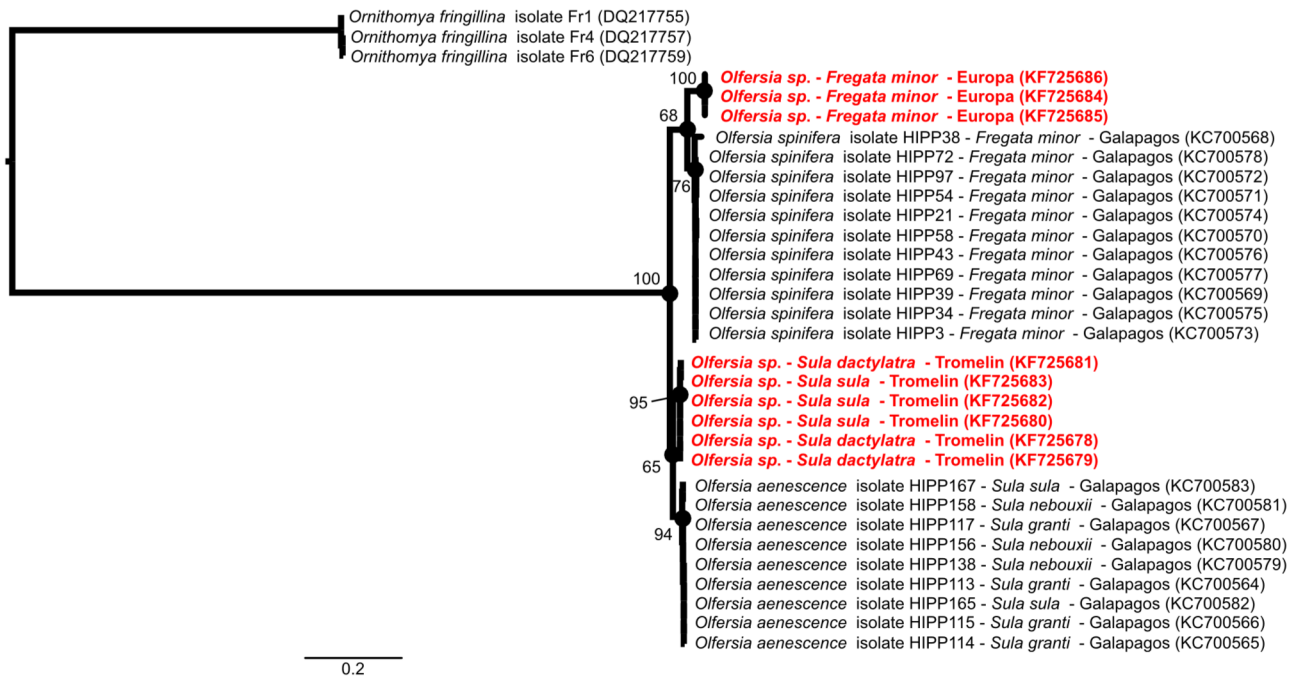 Ornithomya fringillina isolate Fr1 (DQ217755)
Ornithomya fringillina isolate Fr4 (DQ217757)
Ornithomya fringillina isolate Fr6 (DQ217759)
100
Olfersia sp. - Fregata minor - Europa (KF725686)
Olfersia sp. - Fregata minor - Europa (KF725684)
68
Olfersia sp. - Fregata minor - Europa (KF725685)
Olfersia spinifera isolate HIPP38 - Fregata minor - Galapagos (KC700568)
Olfersia spinifera isolate HIPP72 - Fregata minor - Galapagos (KC700578)
Olfersia spinifera isolate HIPP97 - Fregata minor - Galapagos (KC700572)
76
Olfersia spinifera isolate HIPP54 - Fregata minor - Galapagos (KC700571)
Olfersia spinifera isolate HIPP21 - Fregata minor - Galapagos (KC700574)
Olfersia spinifera isolate HIPP58 - Fregata minor - Galapagos (KC700570)
Olfersia spinifera isolate HIPP43 - Fregata minor - Galapagos (KC700576)
Olfersia spinifera isolate HIPP69 - Fregata minor - Galapagos (KC700577)
100
Olfersia spinifera isolate HIPP39 - Fregata minor - Galapagos (KC700569)
Olfersia spinifera isolate HIPP34 - Fregata minor - Galapagos (KC700575)
Olfersia spinifera isolate HIPP3 - Fregata minor - Galapagos (KC700573)
Olfersia sp. - Sula dactylatra - Tromelin (KF725681)
Olfersia sp. - Sula sula - Tromelin (KF725683)
95
Olfersia sp. - Sula sula - Tromelin (KF725682)
Olfersia sp. - Sula sula - Tromelin (KF725680)
Olfersia sp. - Sula dactylatra - Tromelin (KF725678)
Olfersia sp. - Sula dactylatra - Tromelin (KF725679)
65
Olfersia aenescence isolate HIPP167 - Sula sula - Galapagos (KC700583)
Olfersia aenescence isolate HIPP158 - Sula nebouxii - Galapagos (KC700581)
Olfersia aenescence isolate HIPP117 - Sula granti - Galapagos (KC700567)
94
Olfersia aenescence isolate HIPP156 - Sula nebouxii - Galapagos (KC700580)
Olfersia aenescence isolate HIPP138 - Sula nebouxii - Galapagos (KC700579)
Olfersia aenescence isolate HIPP113 - Sula granti - Galapagos (KC700564)
Olfersia aenescence isolate HIPP165 - Sula sula - Galapagos (KC700582)
Olfersia aenescence isolate HIPP115 - Sula granti - Galapagos (KC700566)
Olfersia aenescence isolate HIPP114 - Sula granti - Galapagos (KC700565)
0.2